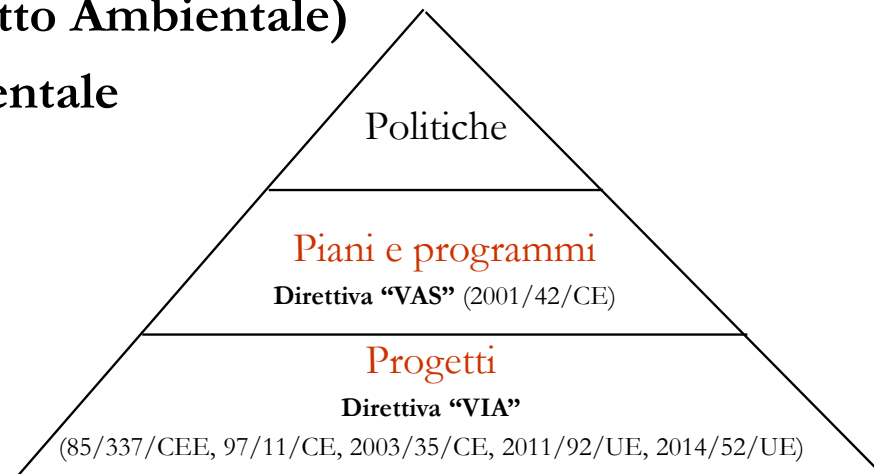 tto Ambientale)
entale
Politiche
Piani e programmi
Direttiva “VAS” (2001/42/CE)
Progetti
Direttiva “VIA”
(85/337/CEE, 97/11/CE, 2003/35/CE, 2011/92/UE, 2014/52/UE)